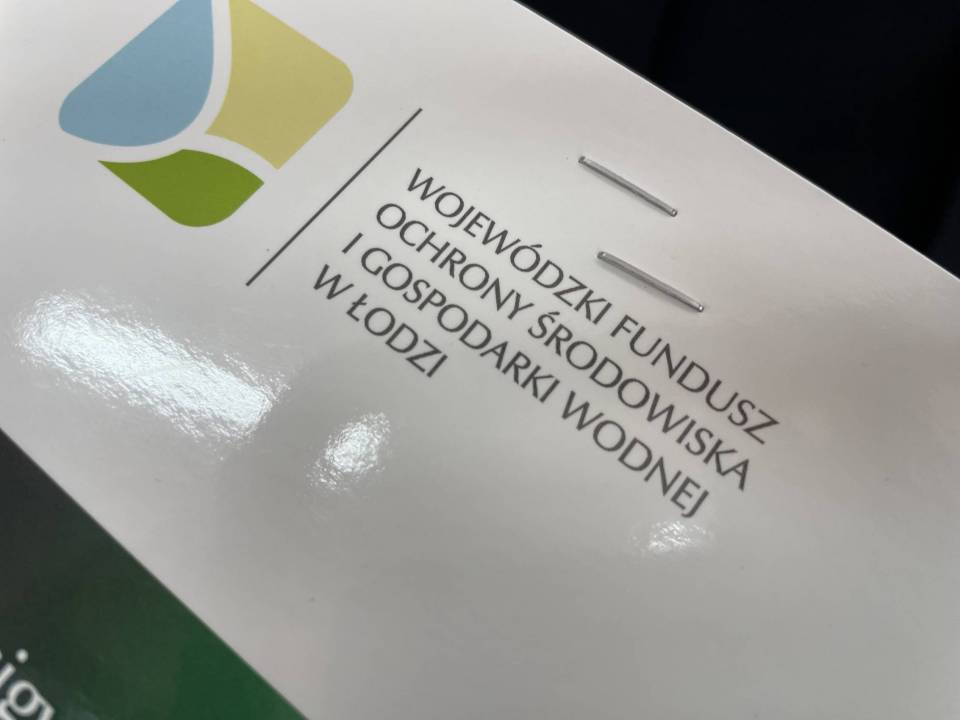 WOJEWÓDZKI FUNDUSZ
OCHRONY ŚRODOWISKA
I GOSPODARKI WODNEJ
W ŁODZI